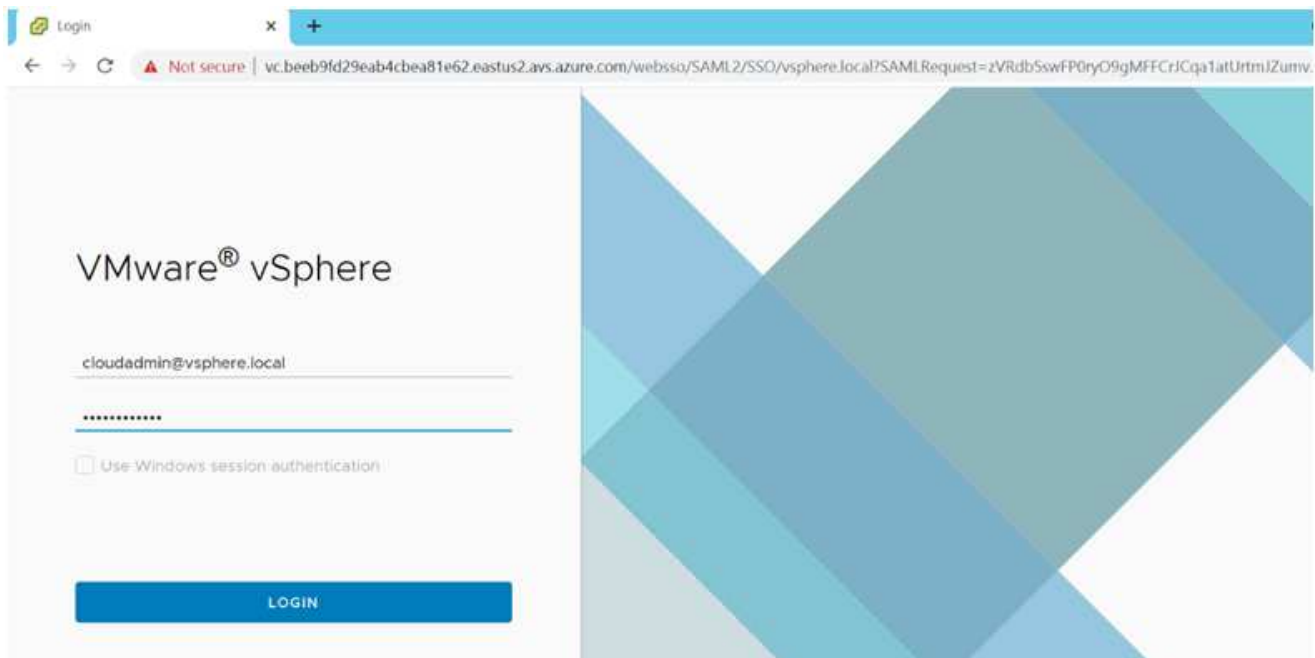 Login
Not secure | vc.beeb9fd29eab4cbea81e62.eastus2.avs.azure.com/websso/SAML2/SSO/vsphere.local?SAMLRequest=zVRdb5swFP0ryO9gMFFCrJCqa1atUrtmJZumv.
VMware® vSphere
cloudadmin@vsphere.local
••••••••••••
Use Windows session authentication
LOGIN